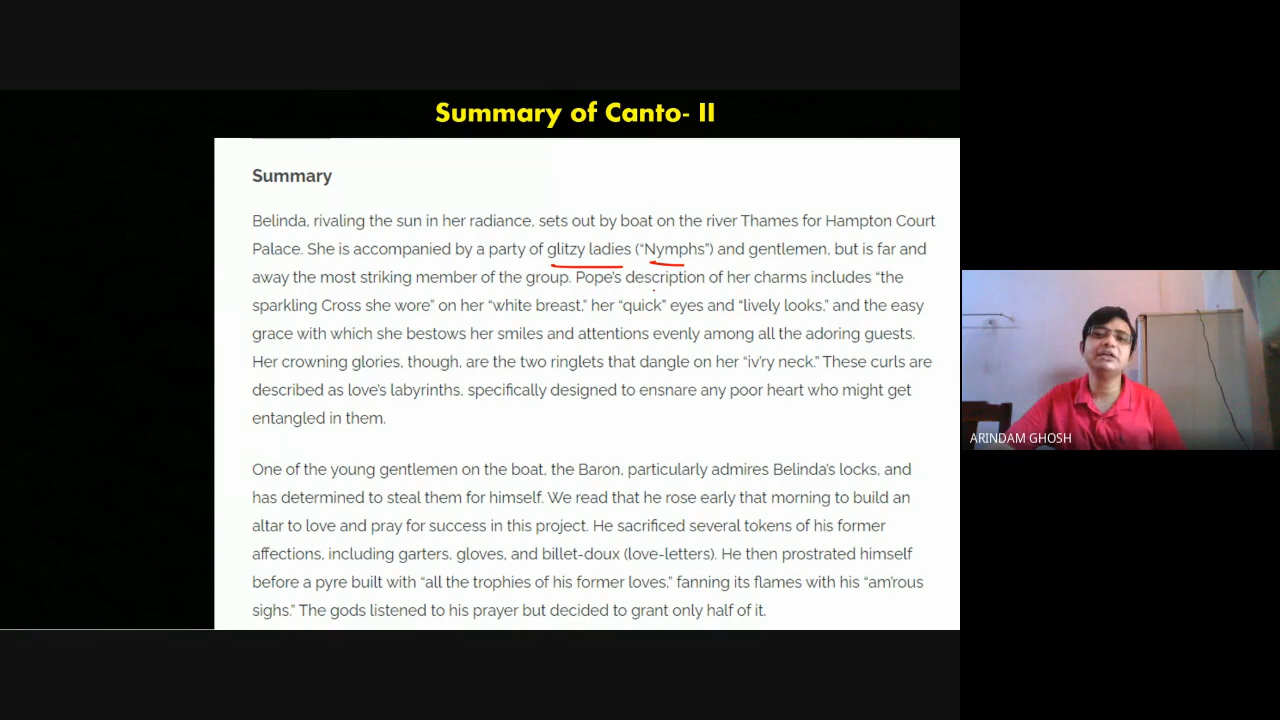 Summary of Canto- II
Summary
Belinda, rivaling the sun in her radiance, sets out by boat on the river Thames for Hampton Court
Palace. She is accompanied by a party of glitzy ladies (“Nymphs”) and gentlemen, but is far and
away the most striking member of the group. Pope’s description of her charms includes “the
sparkling Cross she wore” on her “white breast,” her “quick” eyes and “lively looks,” and the easy
grace with which she bestows her smiles and attentions evenly among all the adoring guests.
Her crowning glories, though, are the two ringlets that dangle on her “iv’ry neck.” These curls are
described as love’s labyrinths, specifically designed to ensnare any poor heart who might get
entangled in them.
One of the young gentlemen on the boat, the Baron, particularly admires Belinda’s locks, and
has determined to steal them for himself. We read that he rose early that morning to build an
altar to love and pray for success in this project. He sacrificed several tokens of his former
affections, including garters, gloves, and billet-doux (love-letters). He then prostrated himself
before a pyre built with “all the trophies of his former loves,” fanning its flames with his “am’rous
sighs.” The gods listened to his prayer but decided to grant only half of it.
ARINDAM GHOSH